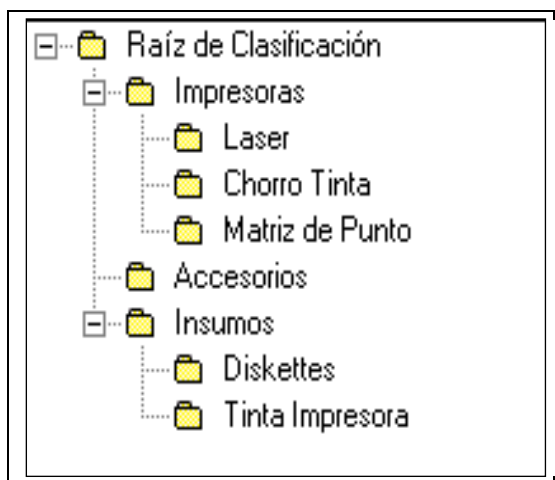 Raíz de Clasificación
Impresoras
Laser
Chorro Tinta
Matriz de Punto
Accesorios
Insumos
Diskettes
Tinta Impresora